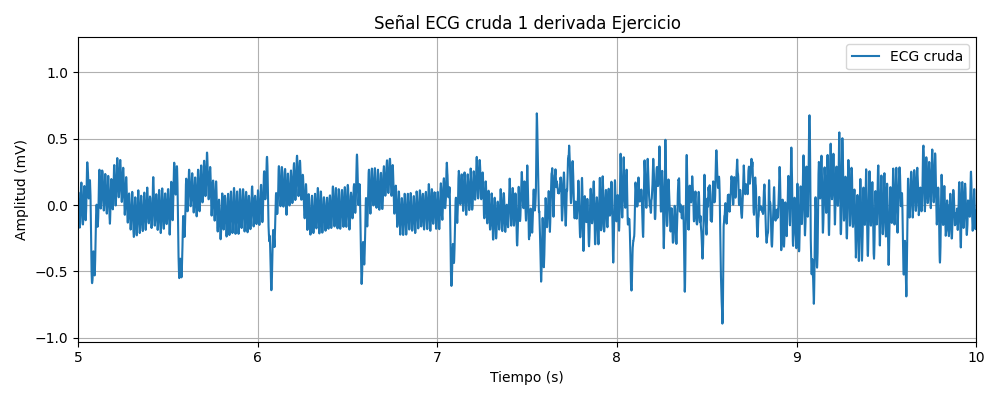 Señal ECG cruda 1 derivada Ejercicio
ECG cruda
Amplitud (mV)
1.0
0.5
0.0
−0.5
−1.0
5 6 7 8 9 10
Tiempo (s)